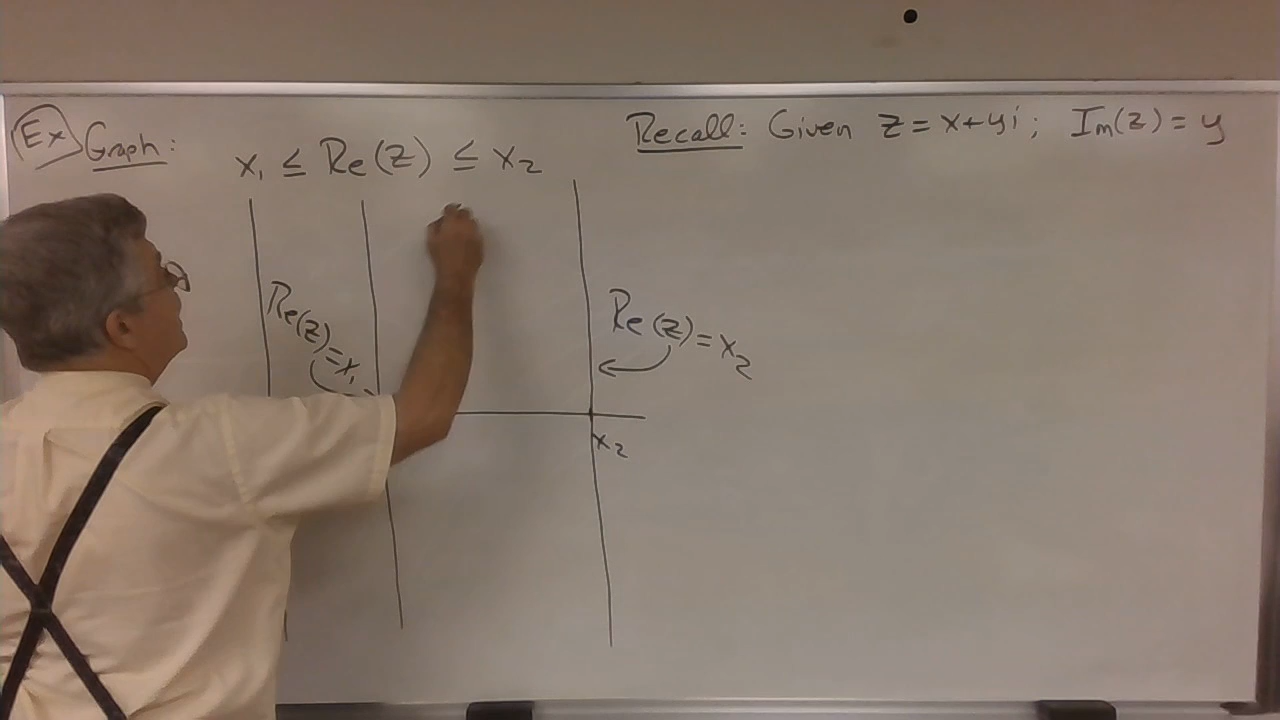 Ex Graph:
x₁ ≤ Re(z) ≤ x₂
Recall: Given z = x+yi; Im(z) = y
Re(z)=x₁
Re(z)=x₂
x₂